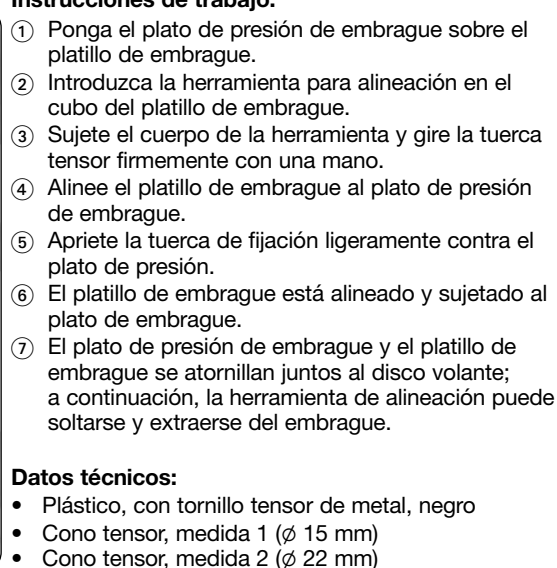 Instrucciones de trabajo:
① Ponga el plato de presión de embrague sobre el
platillo de embrague.
② Introduzca la herramienta para alineación en el
cubo del platillo de embrague.
③ Sujete el cuerpo de la herramienta y gire la tuerca
tensor firmemente con una mano.
④ Alinee el platillo de embrague al plato de presión
de embrague.
⑤ Apriete la tuerca de fijación ligeramente contra el
plato de presión.
⑥ El platillo de embrague está alineado y sujetado al
plato de embrague.
⑦ El plato de presión de embrague y el platillo de
embrague se atornillan juntos al disco volante;
a continuación, la herramienta de alineación puede
soltarse y extraerse del embrague.
Datos técnicos:
• Plástico, con tornillo tensor de metal, negro
• Cono tensor, medida 1 (∅ 15 mm)
• Cono tensor, medida 2 (∅ 22 mm)